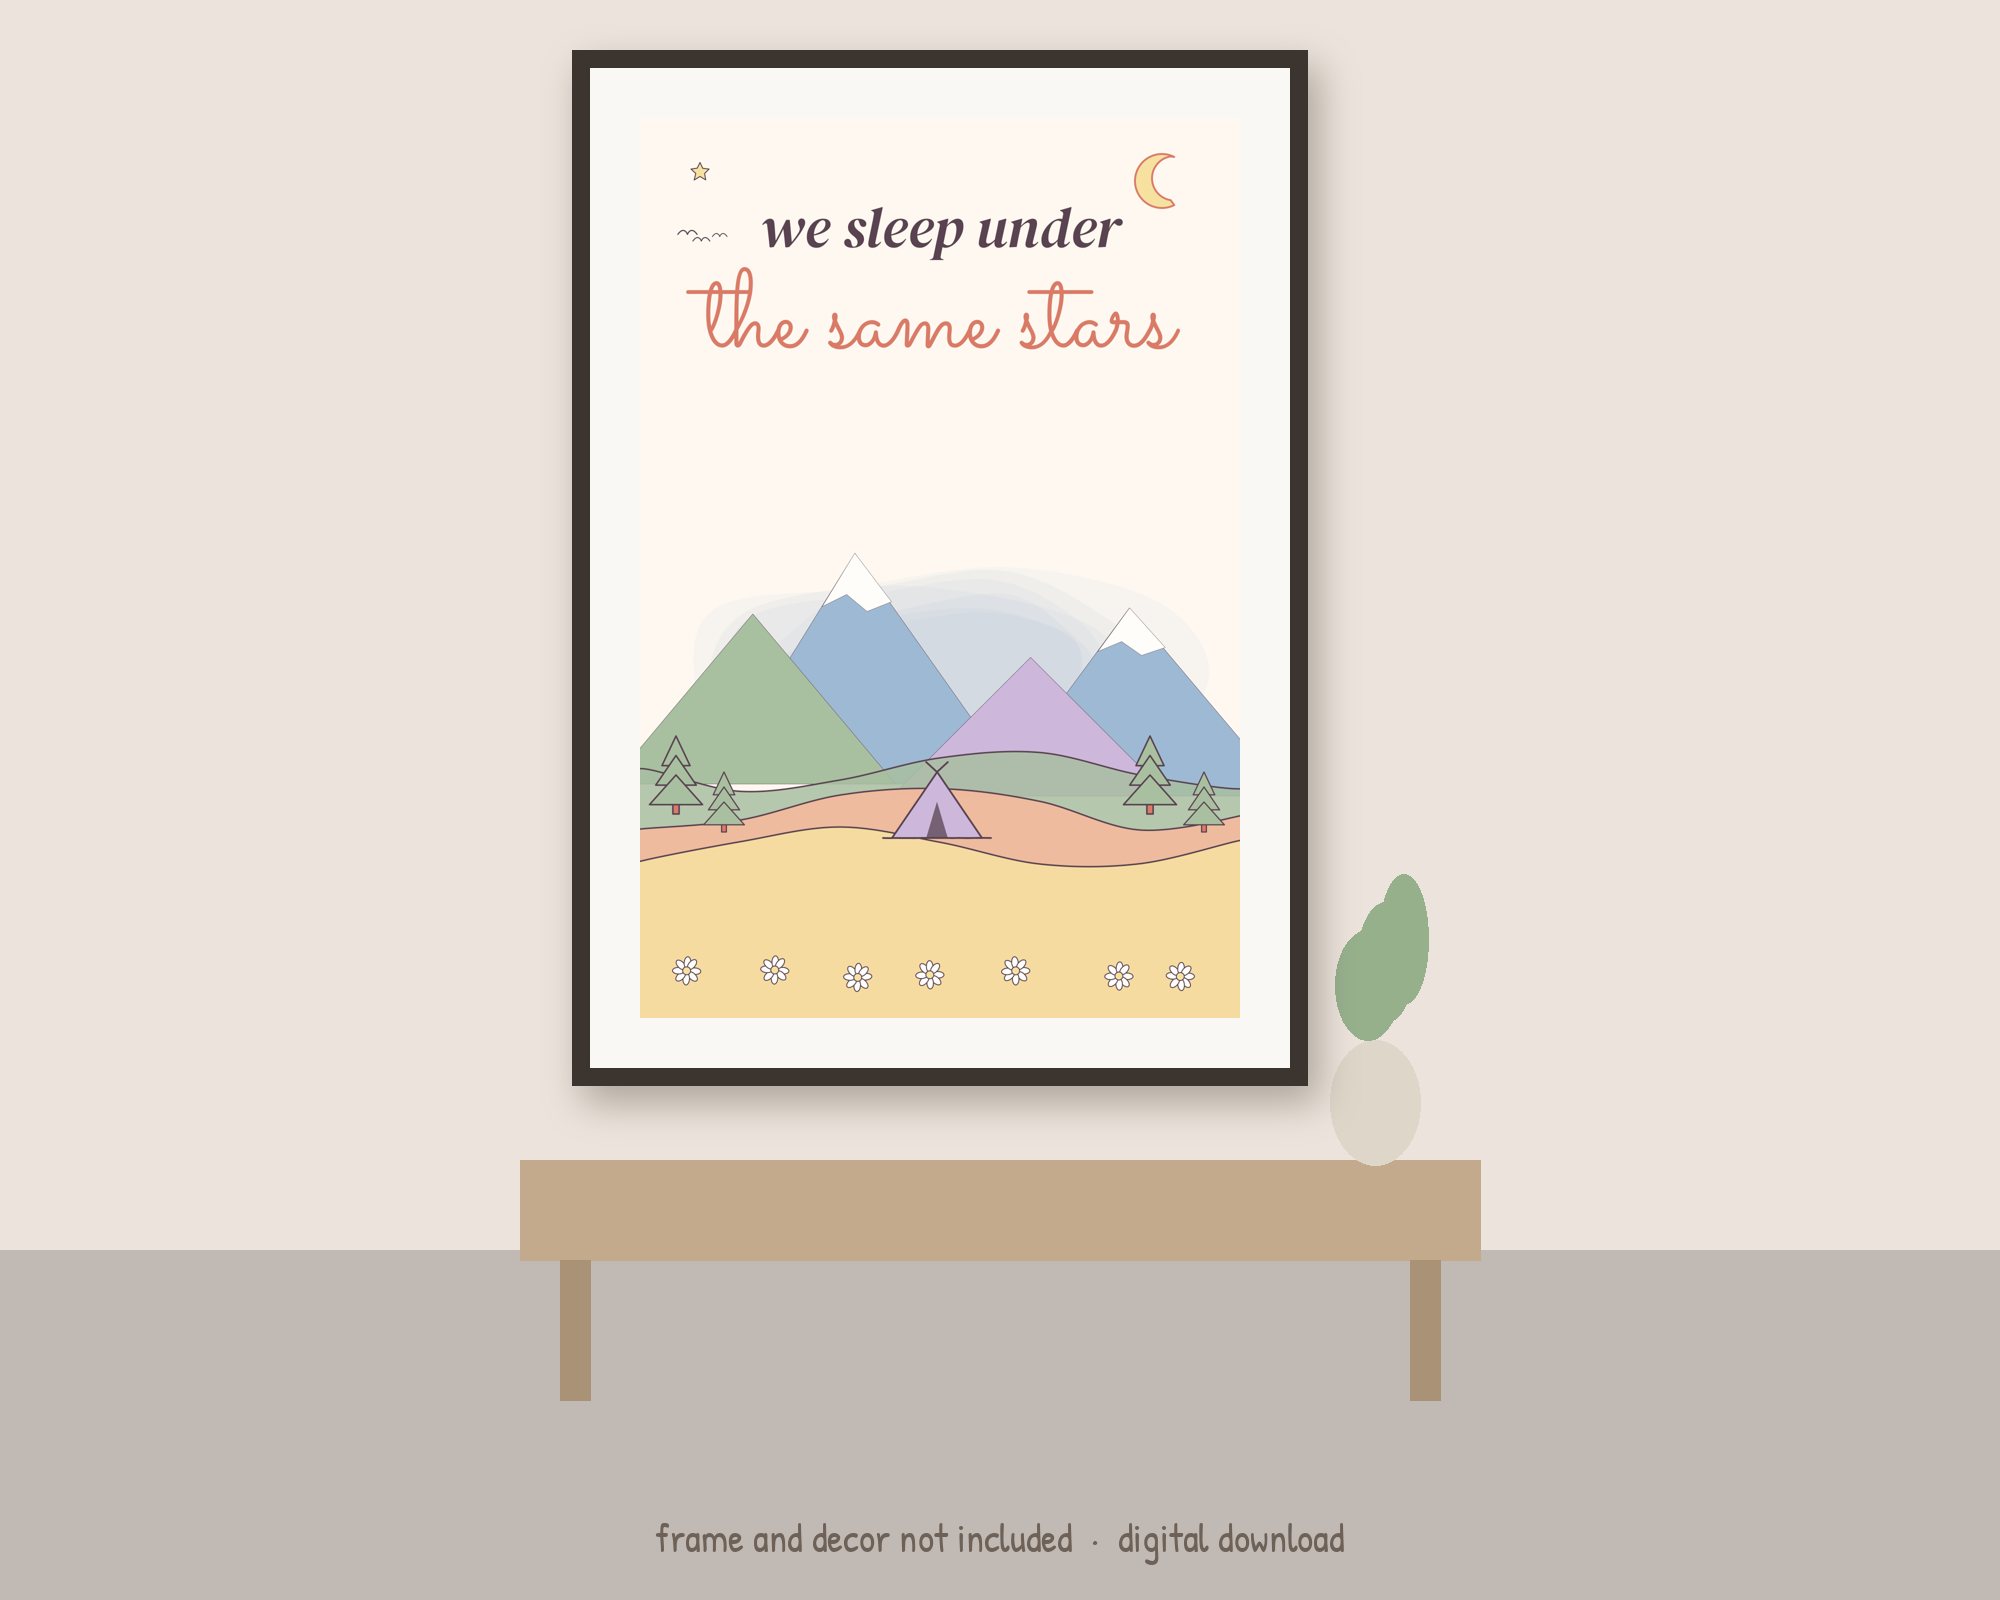 we sleep under
the same stars
frame and decor not included · digital download